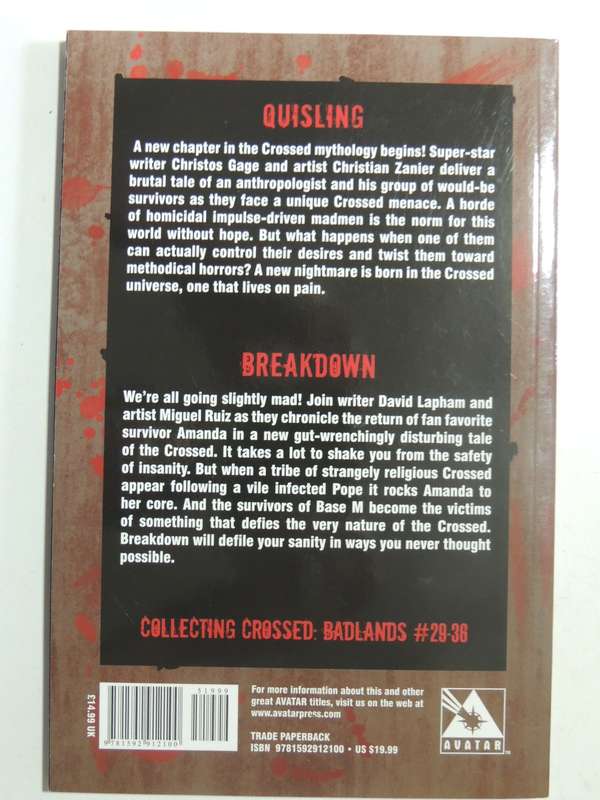 QUISLING
A new chapter in the Crossed mythology begins! Super-star
writer Christos Gage and artist Christian Zanier deliver a
brutal tale of an anthropologist and his group of would-be
survivors as they face a unique Crossed menace. A horde
of homicidal impulse-driven madmen is the norm for this
world without hope. But what happens when one of them
can actually control their desires and twist them toward
methodical horrors? A new nightmare is born in the Crossed
universe, one that lives on pain.
BREAKDOWN
We're all going slightly mad! Join writer David Lapham and
artist Miguel Ruiz as they chronicle the return of fan favorite
survivor Amanda in a new gut-wrenchingly disturbing tale
of the Crossed. It takes a lot to shake you from the safety
of insanity. But when a tribe of strangely religious Crossed
appear following a vile infected Pope it rocks Amanda to
her core. And the survivors of Base M become the victims
of something that defies the very nature of the Crossed.
Breakdown will defile your sanity in ways you never thought
possible.
COLLECTING CROSSED: BADLANDS #29-36
£14.99 UK
51999
9781592912100
For more information about this and other
great AVATAR titles, visit us on the web at
www.avatarpress.com
TRADE PAPERBACK
ISBN 9781592912100 • US $19.99
AVATAR™